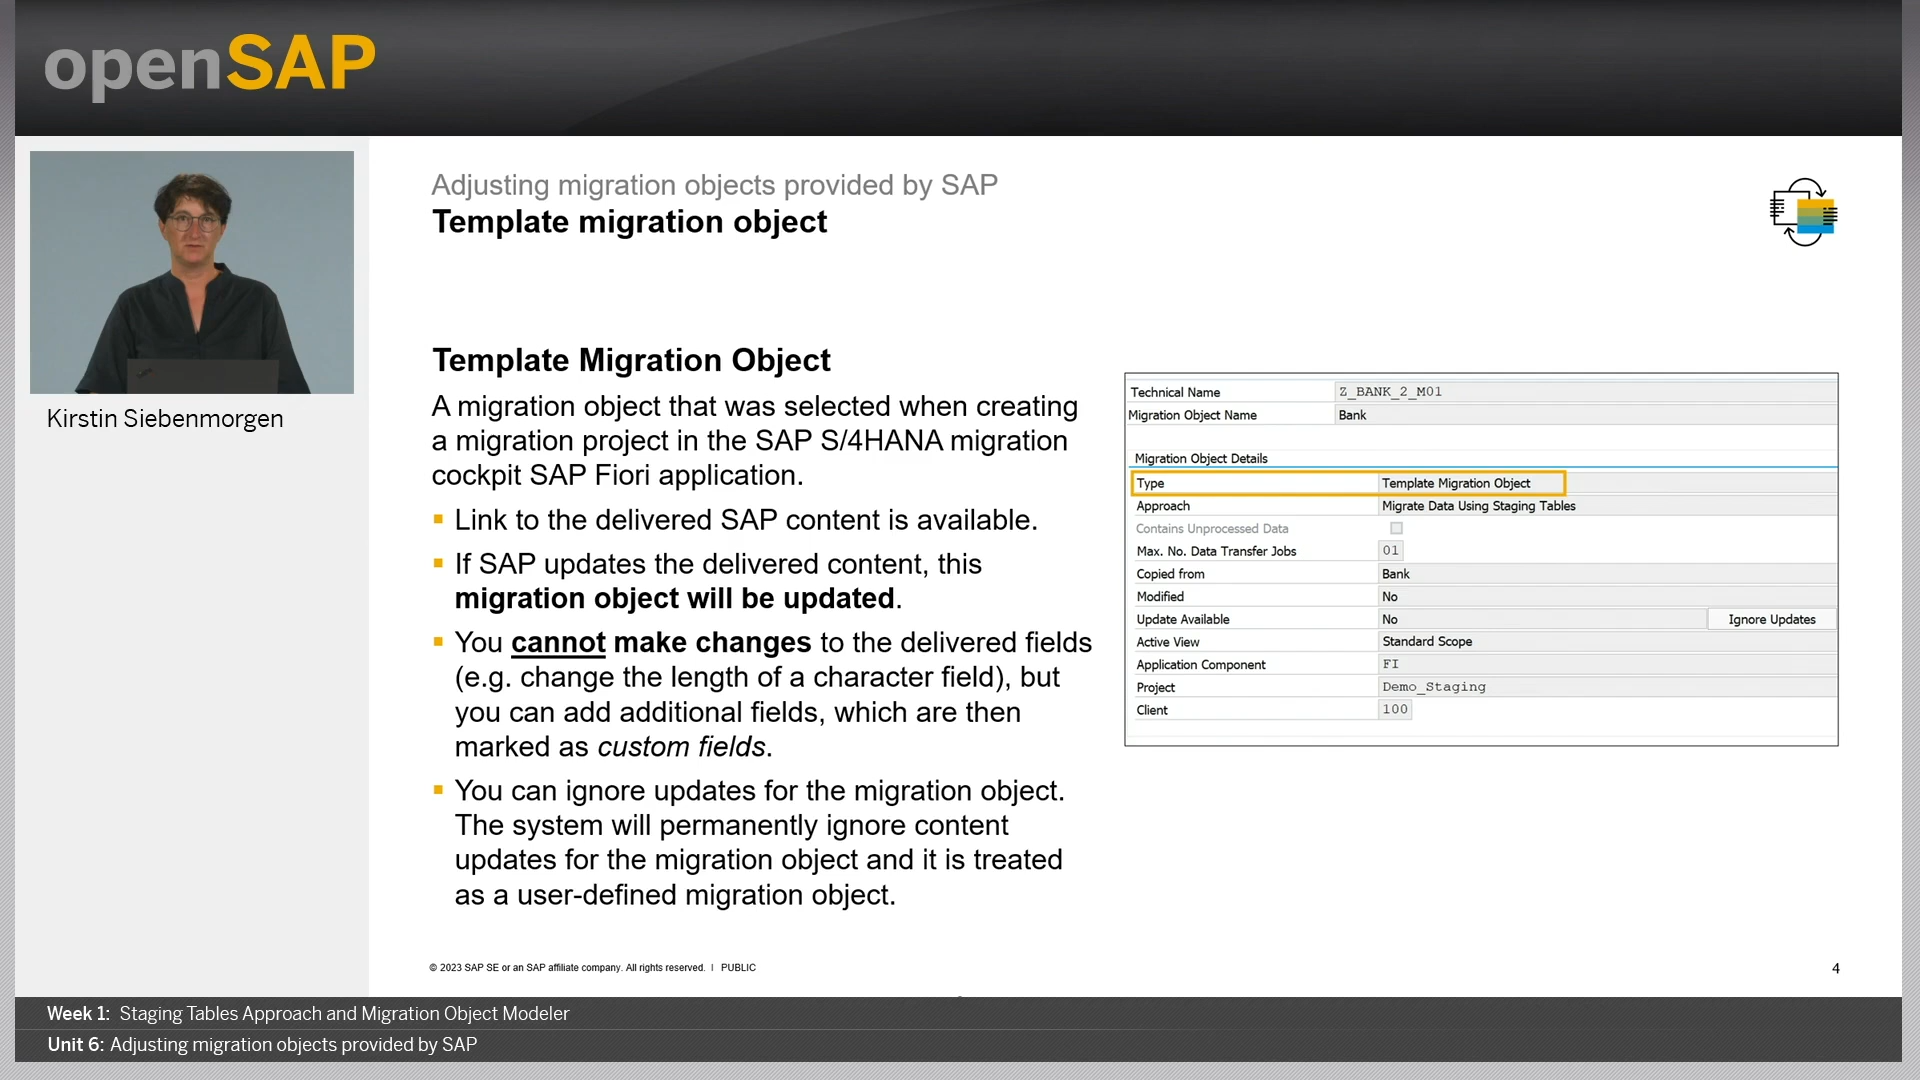 openSAP
Kirstin Siebenmorgen
Adjusting migration objects provided by SAP
Template migration object
Template Migration Object
A migration object that was selected when creating
a migration project in the SAP S/4HANA migration
cockpit SAP Fiori application.
Link to the delivered SAP content is available.
If SAP updates the delivered content, this
migration object will be updated.
You cannot make changes to the delivered fields
(e.g. change the length of a character field), but
you can add additional fields, which are then
marked as custom fields.
You can ignore updates for the migration object.
The system will permanently ignore content
updates for the migration object and it is treated
as a user-defined migration object.
Technical Name Z_BANK_2_M01
Migration Object Name Bank
Migration Object Details
Type Template Migration Object
Approach Migrate Data Using Staging Tables
Contains Unprocessed Data
Max. No. Data Transfer Jobs 01
Copied from Bank
Modified No
Update Available No Ignore Updates
Active View Standard Scope
Application Component FI
Project Demo_Staging
Client 100
© 2023 SAP SE or an SAP affiliate company. All rights reserved. I PUBLIC
4
Week 1: Staging Tables Approach and Migration Object Modeler
Unit 6: Adjusting migration objects provided by SAP